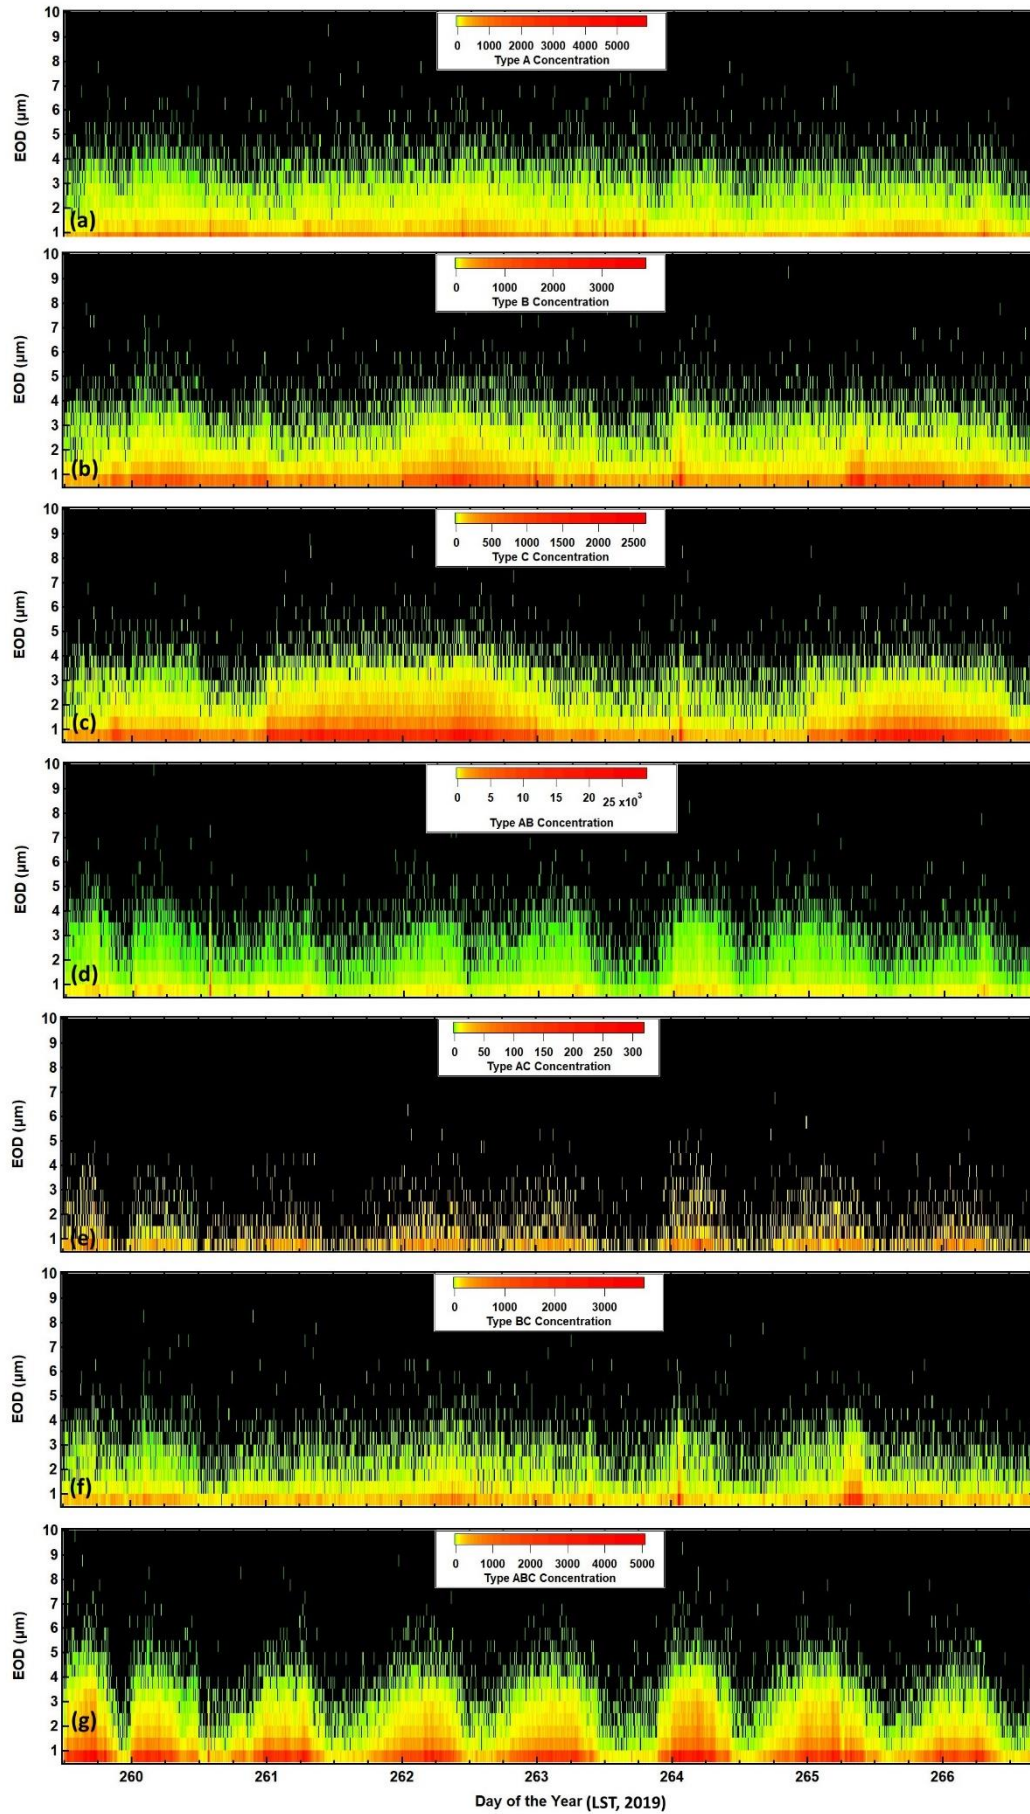 10
9
8
7
6
5
4
3
2
1
EOD (µm)
0 1000 2000 3000 4000 5000
Type A Concentration
(a)
10
9
8
7
6
5
4
3
2
1
EOD (µm)
0 1000 2000 3000
Type B Concentration
(b)
10
9
8
7
6
5
4
3
2
1
EOD (µm)
0 500 1000 1500 2000 2500
Type C Concentration
(c)
10
9
8
7
6
5
4
3
2
1
EOD (µm)
0 5 10 15 20 25 x10³
Type AB Concentration
(d)
10
9
8
7
6
5
4
3
2
1
EOD (µm)
0 50 100 150 200 250 300
Type AC Concentration
(e)
10
9
8
7
6
5
4
3
2
1
EOD (µm)
0 1000 2000 3000
Type BC Concentration
(f)
10
9
8
7
6
5
4
3
2
1
EOD (µm)
0 1000 2000 3000 4000 5000
Type ABC Concentration
(g)
260 261 262 263 264 265 266
Day of the Year (LST, 2019)